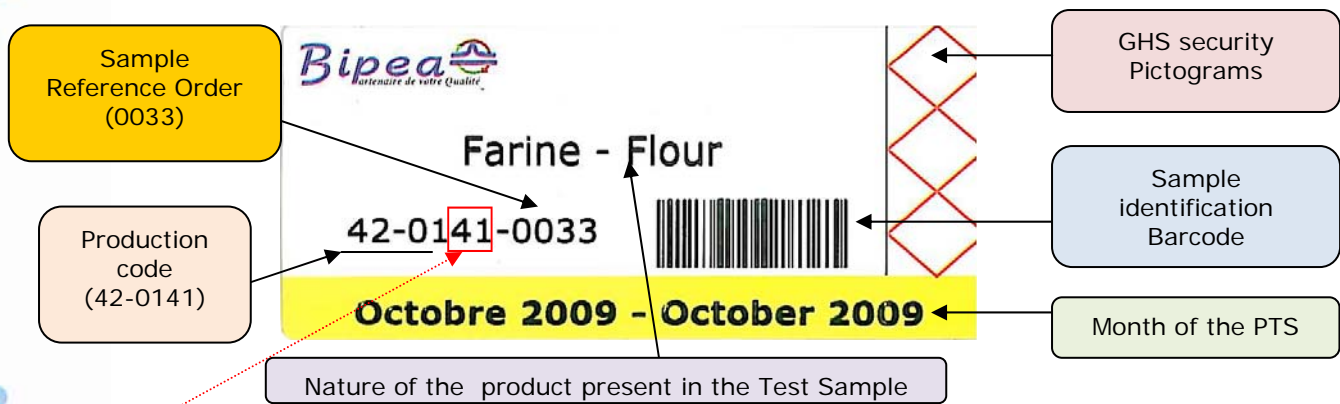 Sample
Reference Order
(0033)
Bipea
Partenaire de votre Qualité
GHS security
Pictograms
Farine - Flour
Sample
identification
Barcode
42-0141-0033
Production
code
(42-0141)
Octobre 2009 - October 2009
Month of the PTS
Nature of the product present in the Test Sample